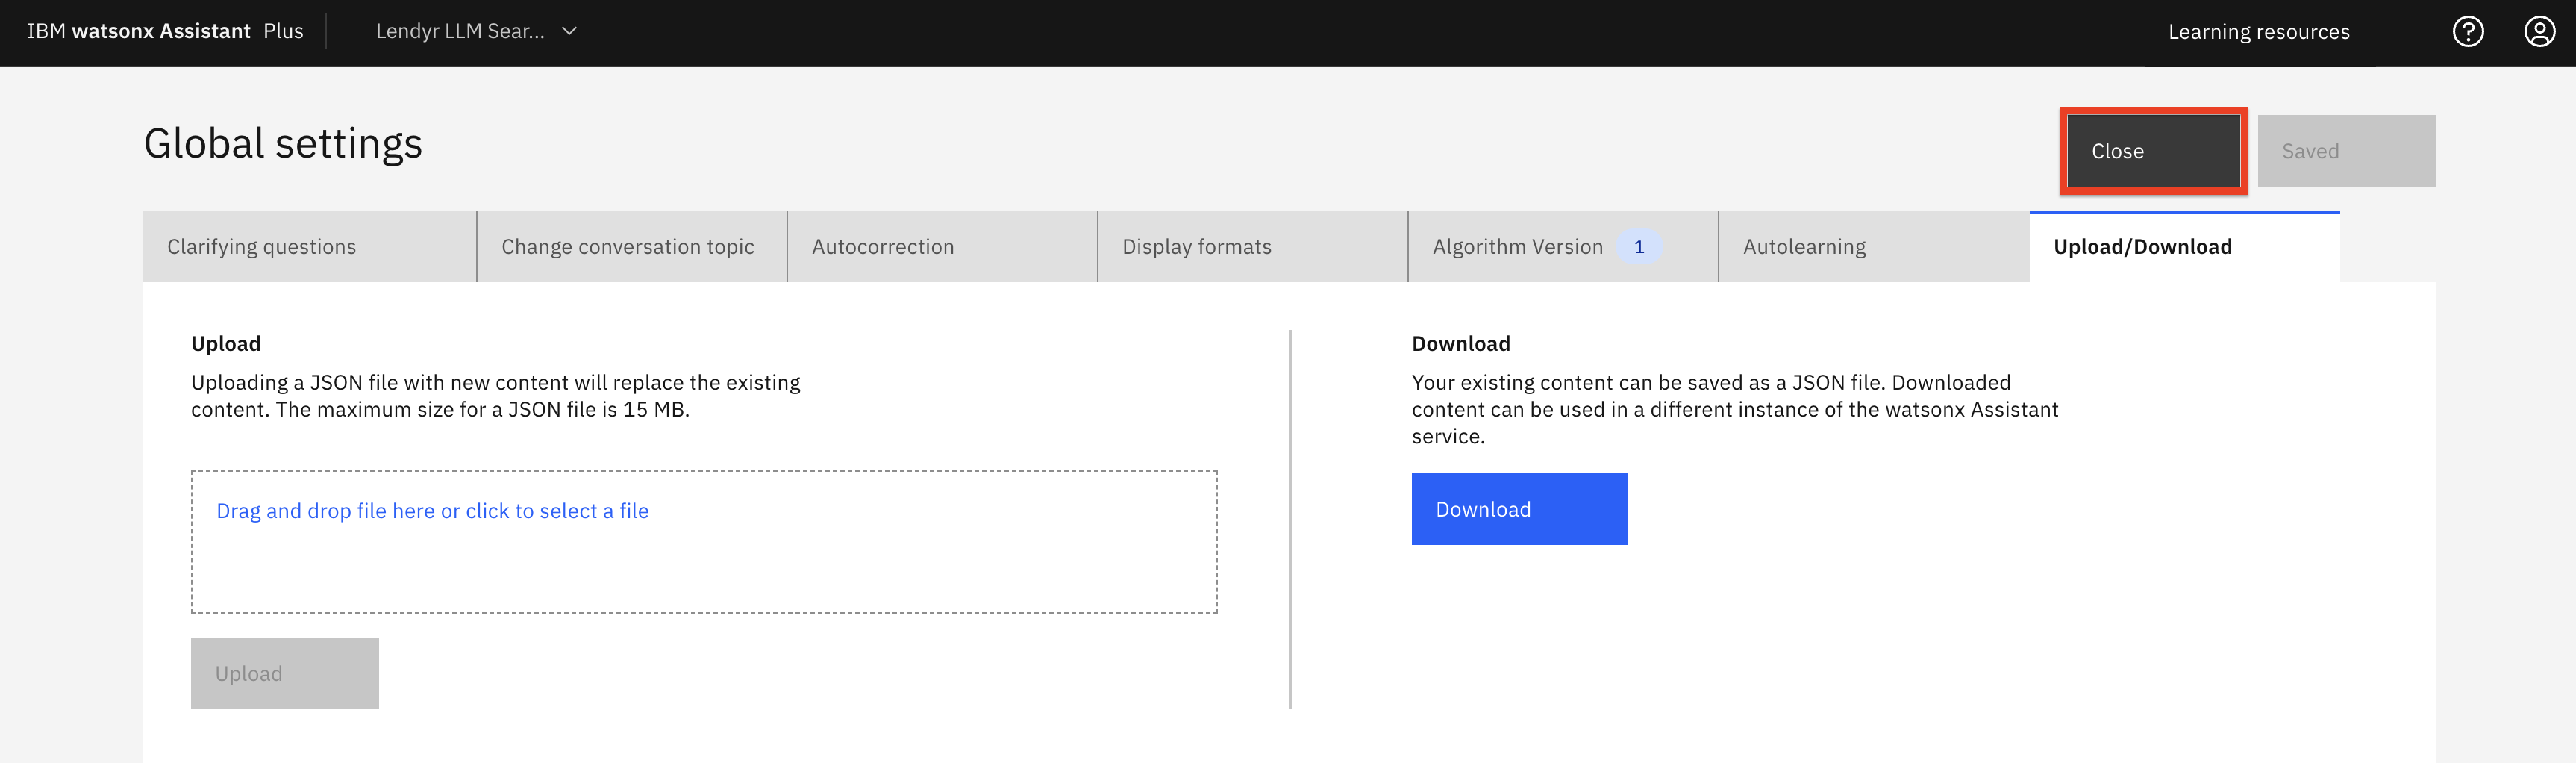 IBM watsonx Assistant Plus
Lendyr LLM Sear...
Learning resources
Global settings
Close
Saved
Clarifying questions
Change conversation topic
Autocorrection
Display formats
Algorithm Version 1
Autolearning
Upload/Download
Upload
Uploading a JSON file with new content will replace the existing
content. The maximum size for a JSON file is 15 MB.
Drag and drop file here or click to select a file
Upload
Download
Your existing content can be saved as a JSON file. Downloaded
content can be used in a different instance of the watsonx Assistant
service.
Download